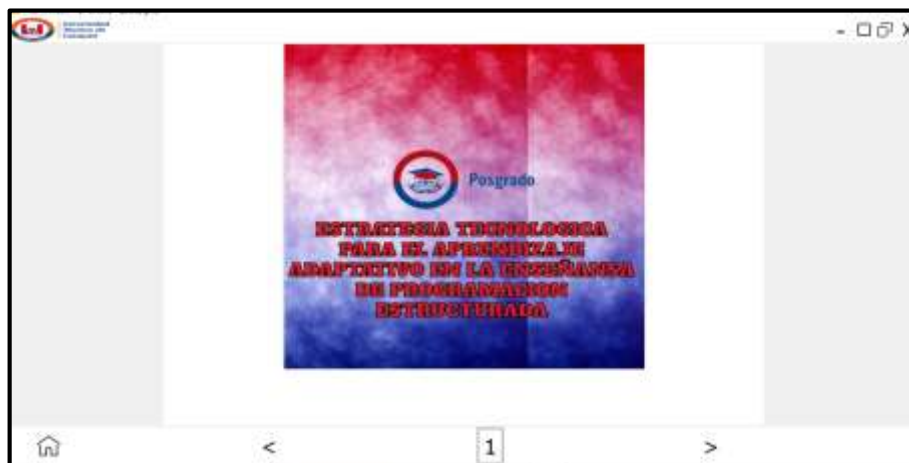 Posgrado
ESTRATEGIA TECNOLOGICA
PARA EL APRENDIZAJE
ADAPTATIVO EN LA ENSEÑANZA
DE PROGRAMACION
ESTRUCTURADA
< 1 >